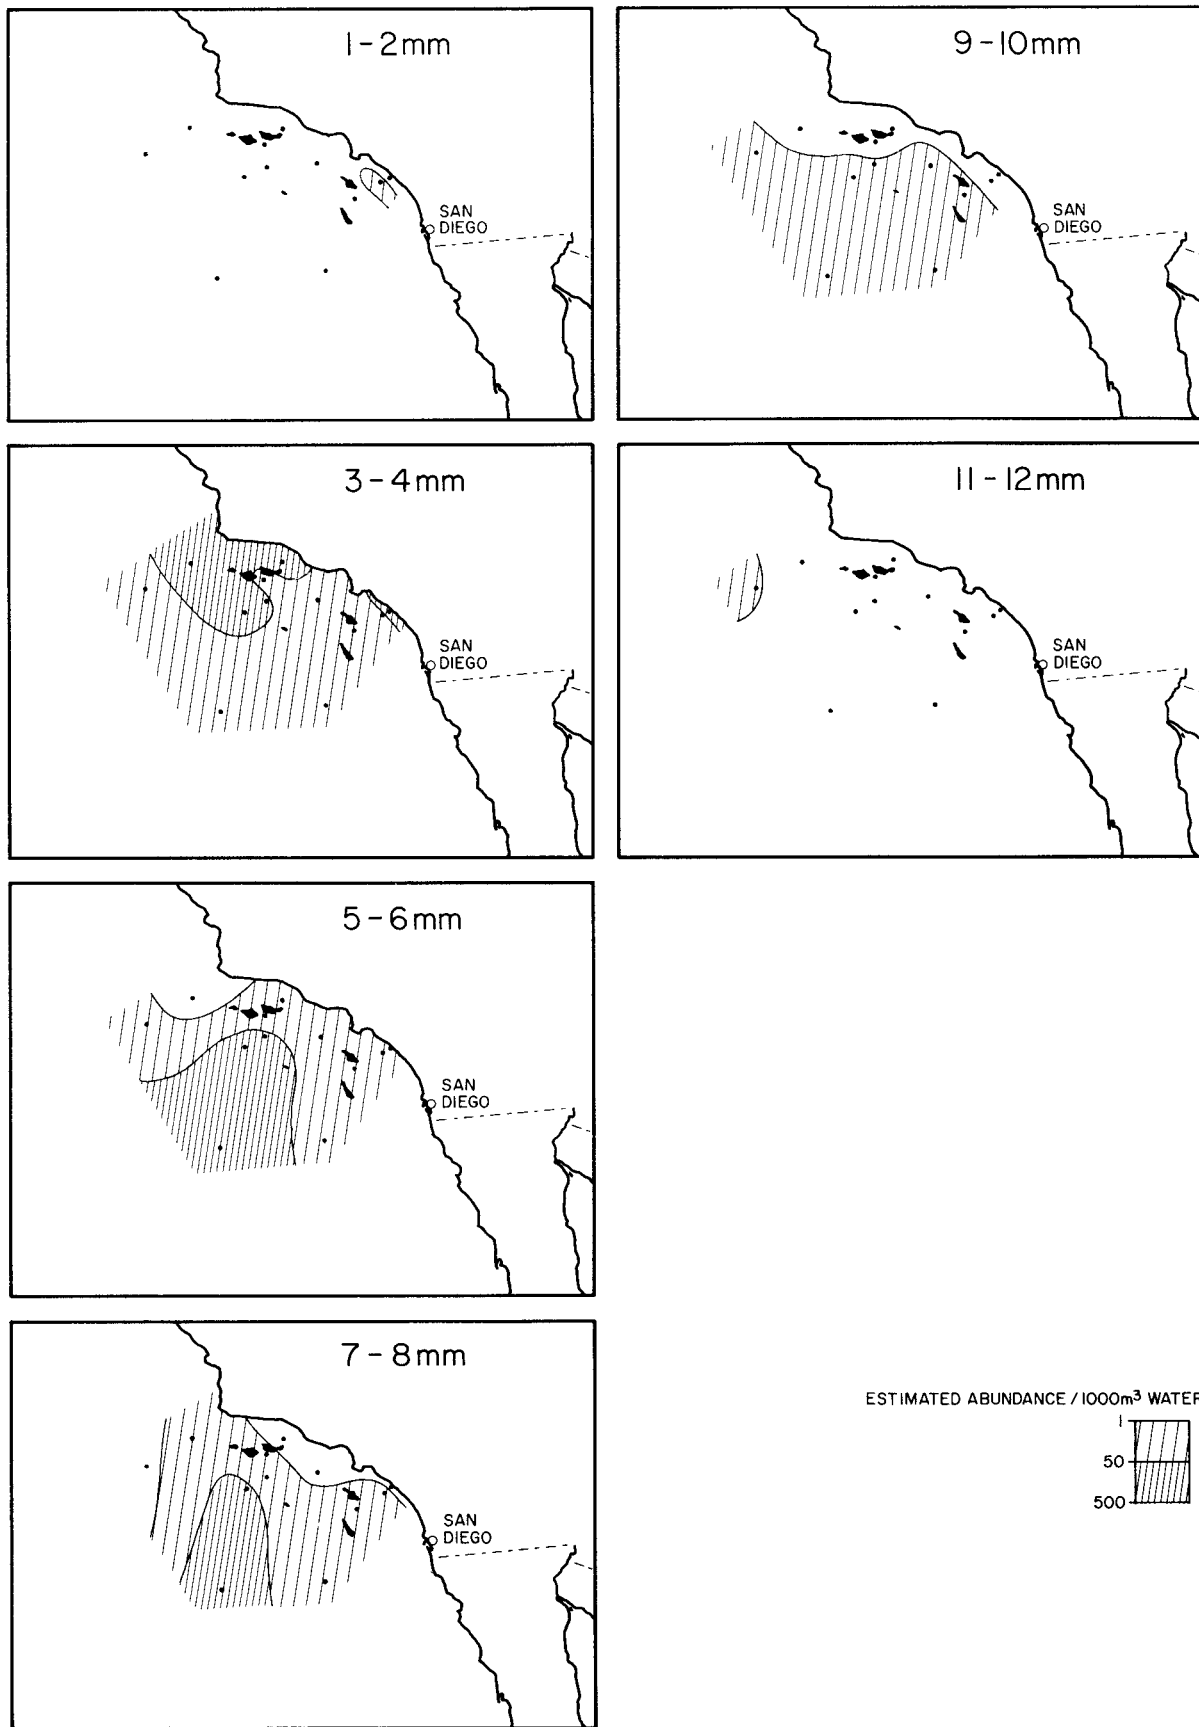 1-2mm
SAN
DIEGO
9-10mm
SAN
DIEGO
3-4mm
SAN
DIEGO
11-12mm
SAN
DIEGO
5-6mm
SAN
DIEGO
7-8mm
SAN
DIEGO
ESTIMATED ABUNDANCE / 1000m³ WATER
1
50
500